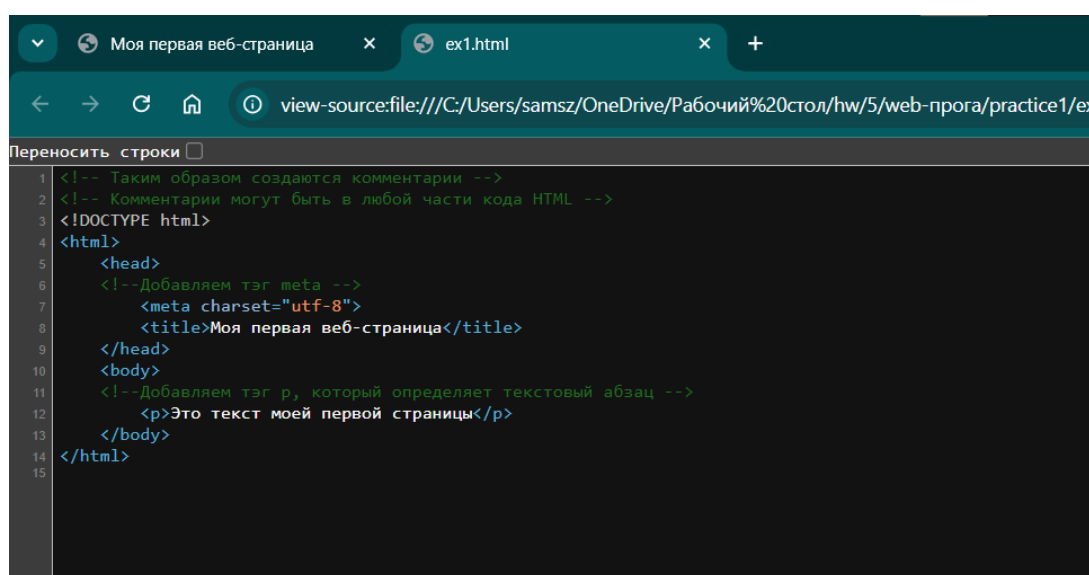 Моя первая веб-страница
ex1.html
view-source:file:///C:/Users/samsz/OneDrive/Рабочий%20стол/hw/5/web-прога/practice1/e
Переносить строки
1 <!-- Таким образом создаются комментарии -->
2 <!-- Комментарии могут быть в любой части кода HTML -->
3 <!DOCTYPE html>
4 <html>
5     <head>
6     <!--Добавляем тэг meta -->
7         <meta charset="utf-8">
8         <title>Моя первая веб-страница</title>
9     </head>
10     <body>
11     <!--Добавляем тэг p, который определяет текстовый абзац -->
12         <p>Это текст моей первой страницы</p>
13     </body>
14 </html>
15